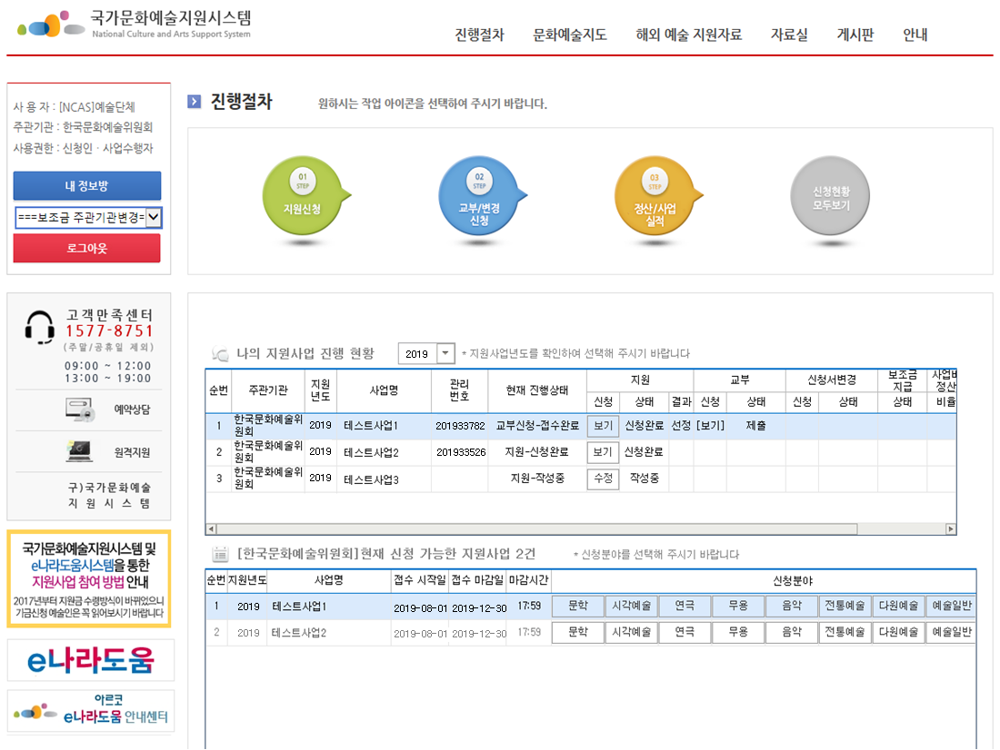 국가문화예술지원시스템
National Culture and Arts Support System
진행절차 문화예술지도 해외 예술 지원자료 자료실 게시판 안내
사 용 자 : [NCAS]예술단체
주관기관 : 한국문화예술위원회
사용권한 : 신청인 · 사업수행자
내 정보방
===보조금 주관기관변경=
로그아웃
진행절차 원하시는 작업 아이콘을 선택하여 주시기 바랍니다.
01
STEP
지원신청
02
STEP
교부/변경
신청
03
STEP
정산/사업
실적
신청현황
모두보기
고객만족센터
1577-8751
(주말/공휴일 제외)
09:00 ~ 12:00
13:00 ~ 19:00
예약상담
원격지원
구)국가문화예술
지 원 시 스 템
국가문화예술지원시스템 및
e나라도움시스템을 통한
지원사업 참여 방법 안내
2017년부터 지원금 수령방식이 바뀌었으니
기금신청 예술인은 꼭 읽어보시기 바랍니다
e나라도움
아르코
e나라도움 안내센터
나의 지원사업 진행 현황 2019 * 지원사업년도를 확인하여 선택해 주시기 바랍니다
순번 주관기관 지원년도 사업명 관리번호 현재 진행상태 지원 교부 신청서변경 보조금지급 정산
신청 상태 결과 신청 상태 신청 상태 상태 비율
1 한국문화예술위원회 2019 테스트사업1 201933782 교부신청-접수완료 보기 신청완료 선정 [보기] 제출
2 한국문화예술위원회 2019 테스트사업2 201933526 지원-신청완료 보기 신청완료
3 한국문화예술위원회 2019 테스트사업3 지원-작성중 수정 작성중
[한국문화예술위원회]현재 신청 가능한 지원사업 2건 * 신청분야를 선택해 주시기 바랍니다
순번 지원년도 사업명 접수 시작일 접수 마감일 마감시간 신청분야
1 2019 테스트사업1 2019-08-01 2019-12-30 17:59 문학 시각예술 연극 무용 음악 전통예술 다원예술 예술일반
2 2019 테스트사업2 2019-08-01 2019-12-30 17:59 문학 시각예술 연극 무용 음악 전통예술 다원예술 예술일반